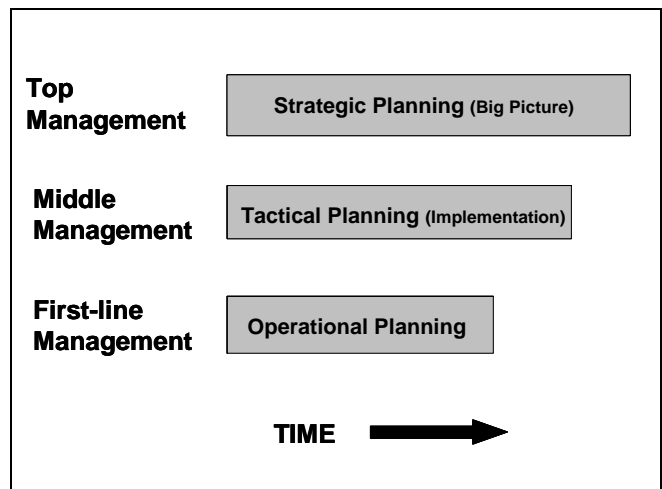 Top
Management
Strategic Planning (Big Picture)
Middle
Management
Tactical Planning (Implementation)
First-line
Management
Operational Planning
TIME